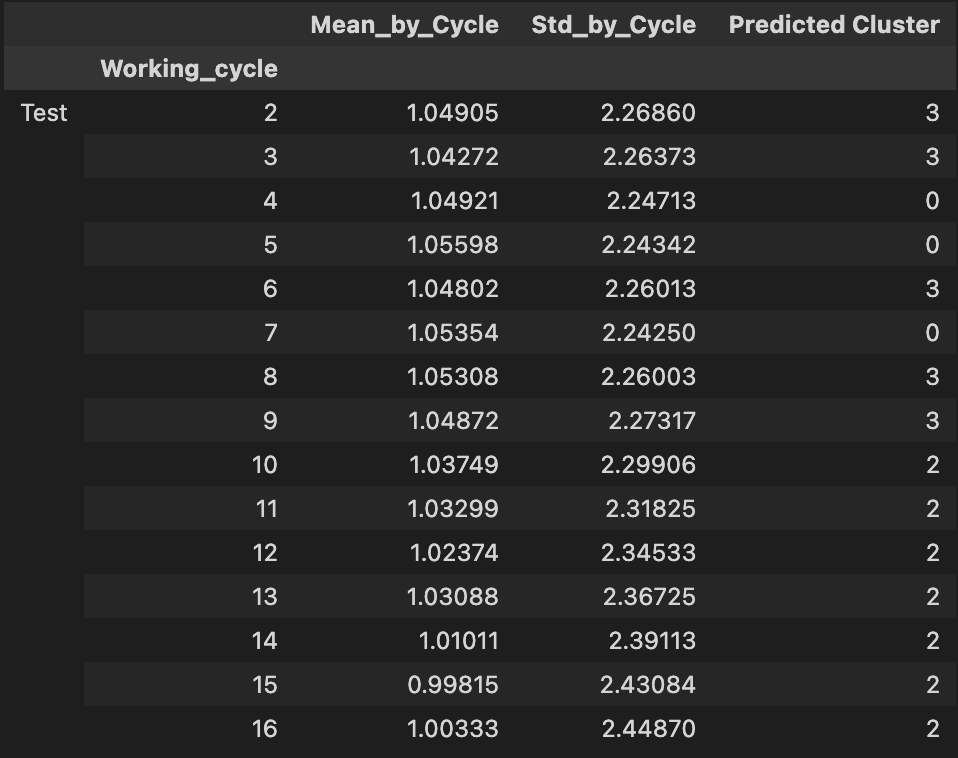 Mean_by_Cycle Std_by_Cycle Predicted Cluster
Working_cycle
Test 2 1.04905 2.26860 3
3 1.04272 2.26373 3
4 1.04921 2.24713 0
5 1.05598 2.24342 0
6 1.04802 2.26013 3
7 1.05354 2.24250 0
8 1.05308 2.26003 3
9 1.04872 2.27317 3
10 1.03749 2.29906 2
11 1.03299 2.31825 2
12 1.02374 2.34533 2
13 1.03088 2.36725 2
14 1.01011 2.39113 2
15 0.99815 2.43084 2
16 1.00333 2.44870 2